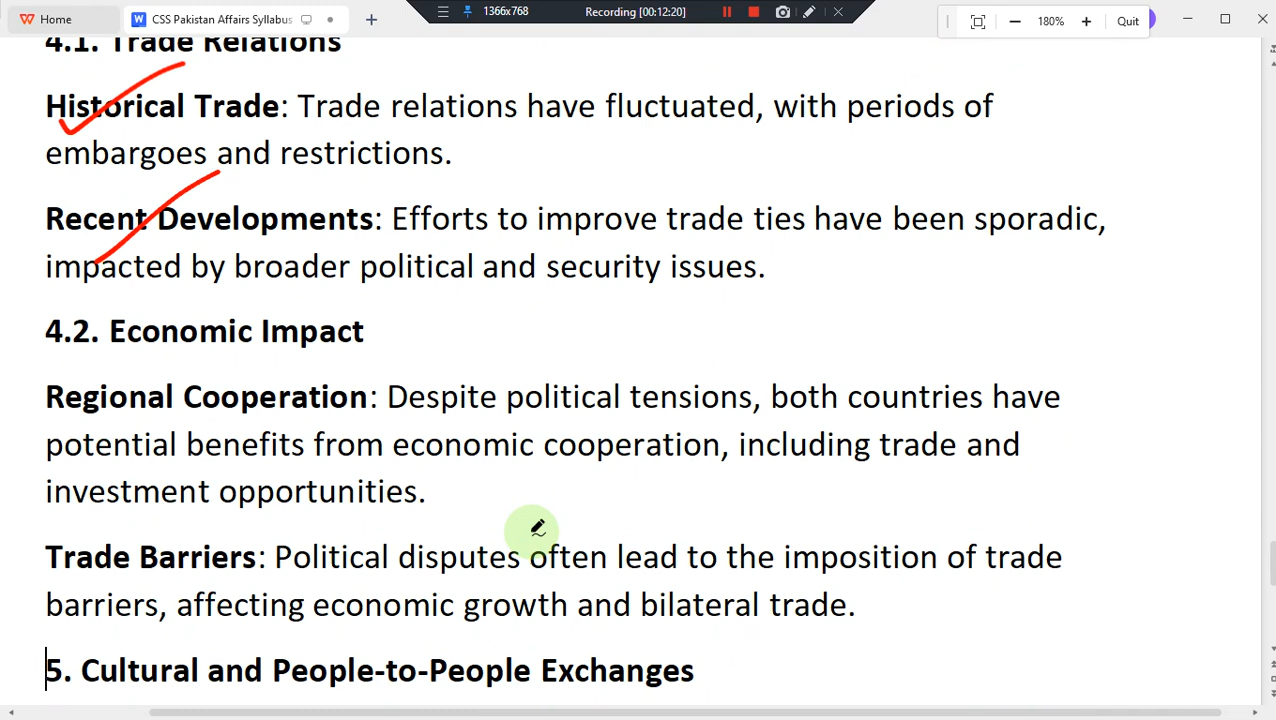 Home
CSS Pakistan Affairs Syllabus
1366x768
Recording [00:12:20]
180%
Quit
4.1. Trade Relations
Historical Trade: Trade relations have fluctuated, with periods of
embargoes and restrictions.
Recent Developments: Efforts to improve trade ties have been sporadic,
impacted by broader political and security issues.
4.2. Economic Impact
Regional Cooperation: Despite political tensions, both countries have
potential benefits from economic cooperation, including trade and
investment opportunities.
Trade Barriers: Political disputes often lead to the imposition of trade
barriers, affecting economic growth and bilateral trade.
5. Cultural and People-to-People Exchanges